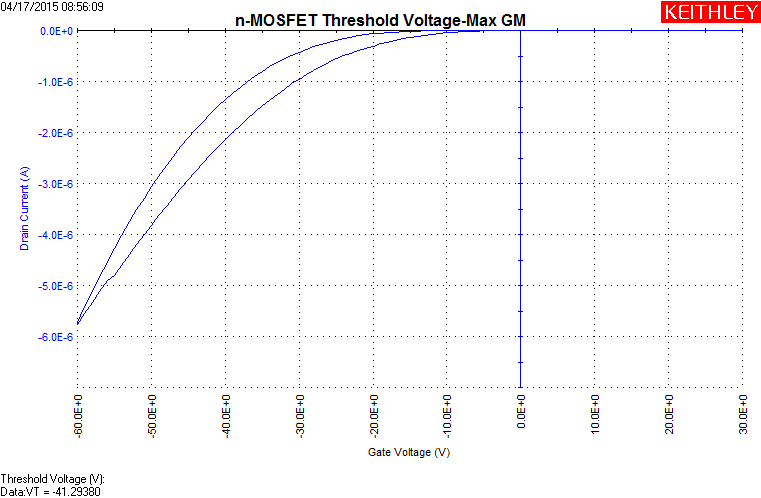 04/17/2015 08:56:09
n-MOSFET Threshold Voltage-Max GM
KEITHLEY
0.0E+0
-1.0E-6
-2.0E-6
-3.0E-6
-4.0E-6
-5.0E-6
-6.0E-6
Drain Current (A)
-60.0E+0
-50.0E+0
-40.0E+0
-30.0E+0
-20.0E+0
-10.0E+0
0.0E+0
10.0E+0
20.0E+0
30.0E+0
Gate Voltage (V)
Threshold Voltage (V):
Data:VT = -41.29380